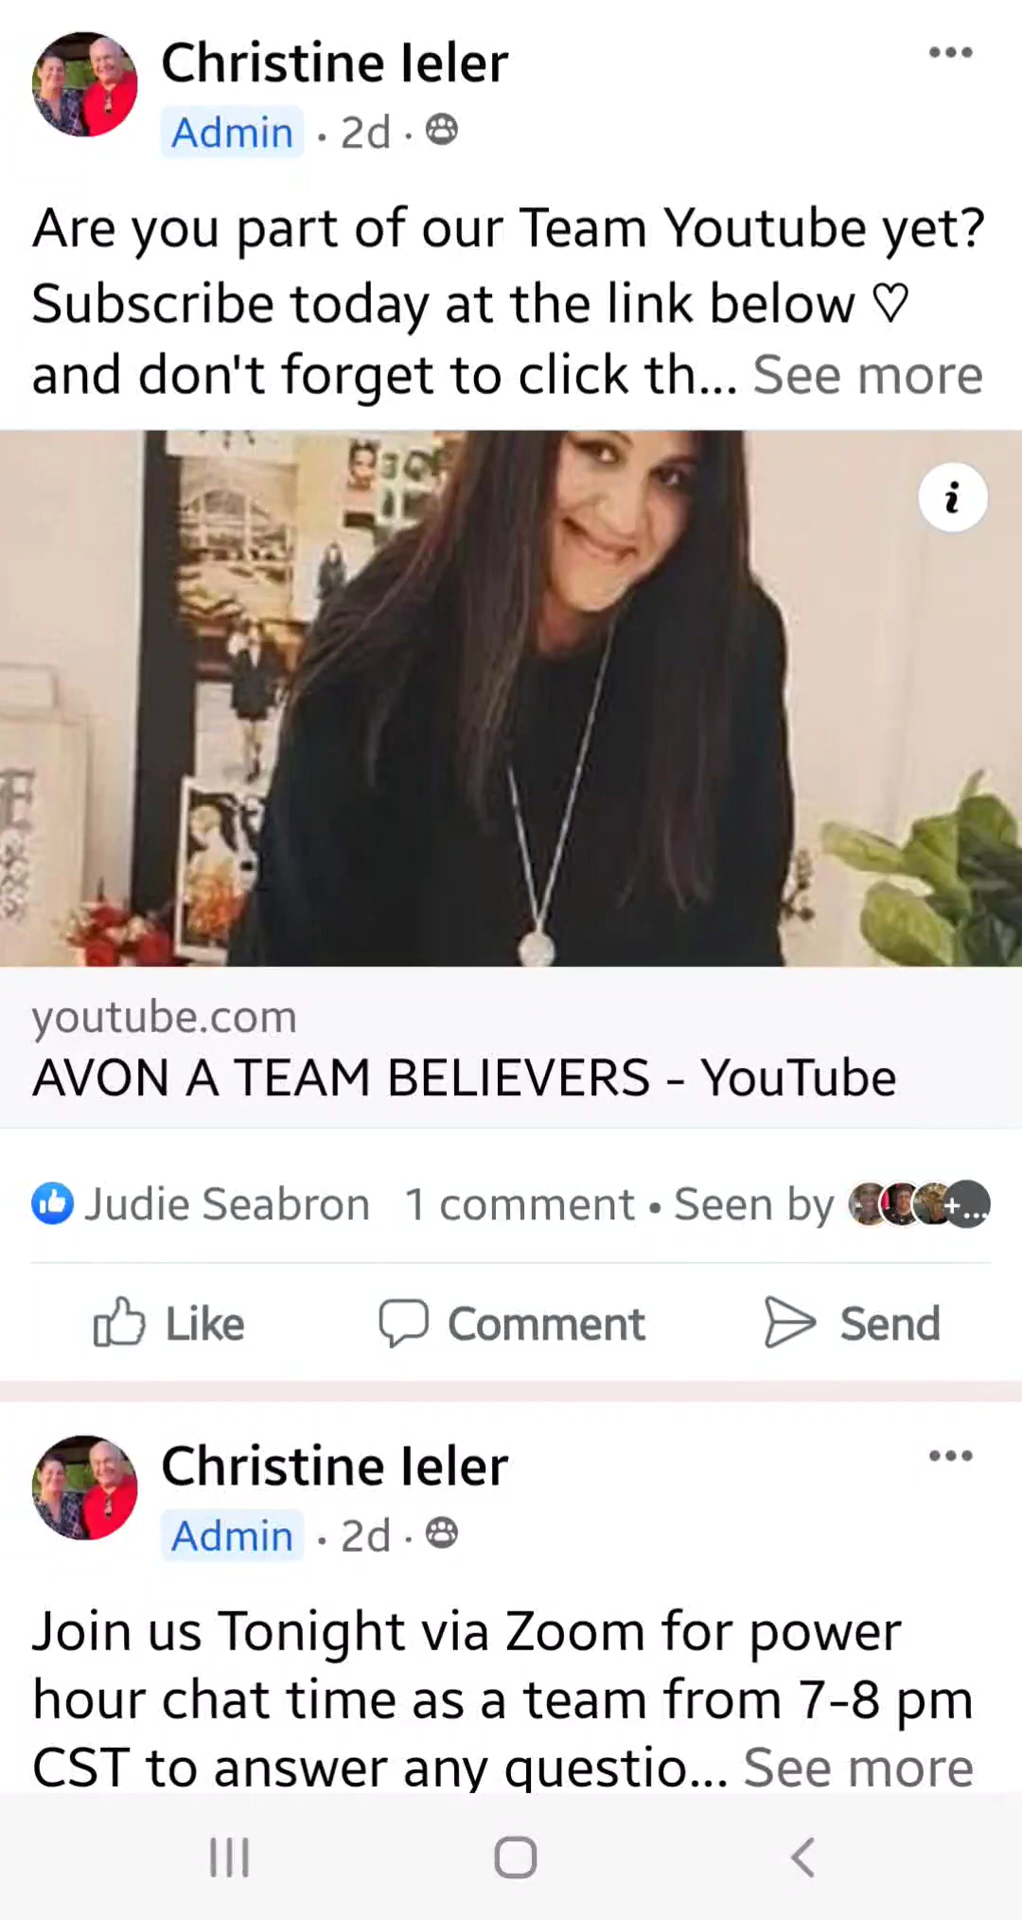 Christine Ieler
Admin · 2d ·
Are you part of our Team Youtube yet?
Subscribe today at the link below ♡
and don't forget to click th... See more
youtube.com
AVON A TEAM BELIEVERS - YouTube
Judie Seabron 1 comment • Seen by +...
Like Comment Send
Christine Ieler
Admin · 2d ·
Join us Tonight via Zoom for power
hour chat time as a team from 7-8 pm
CST to answer any questio... See more